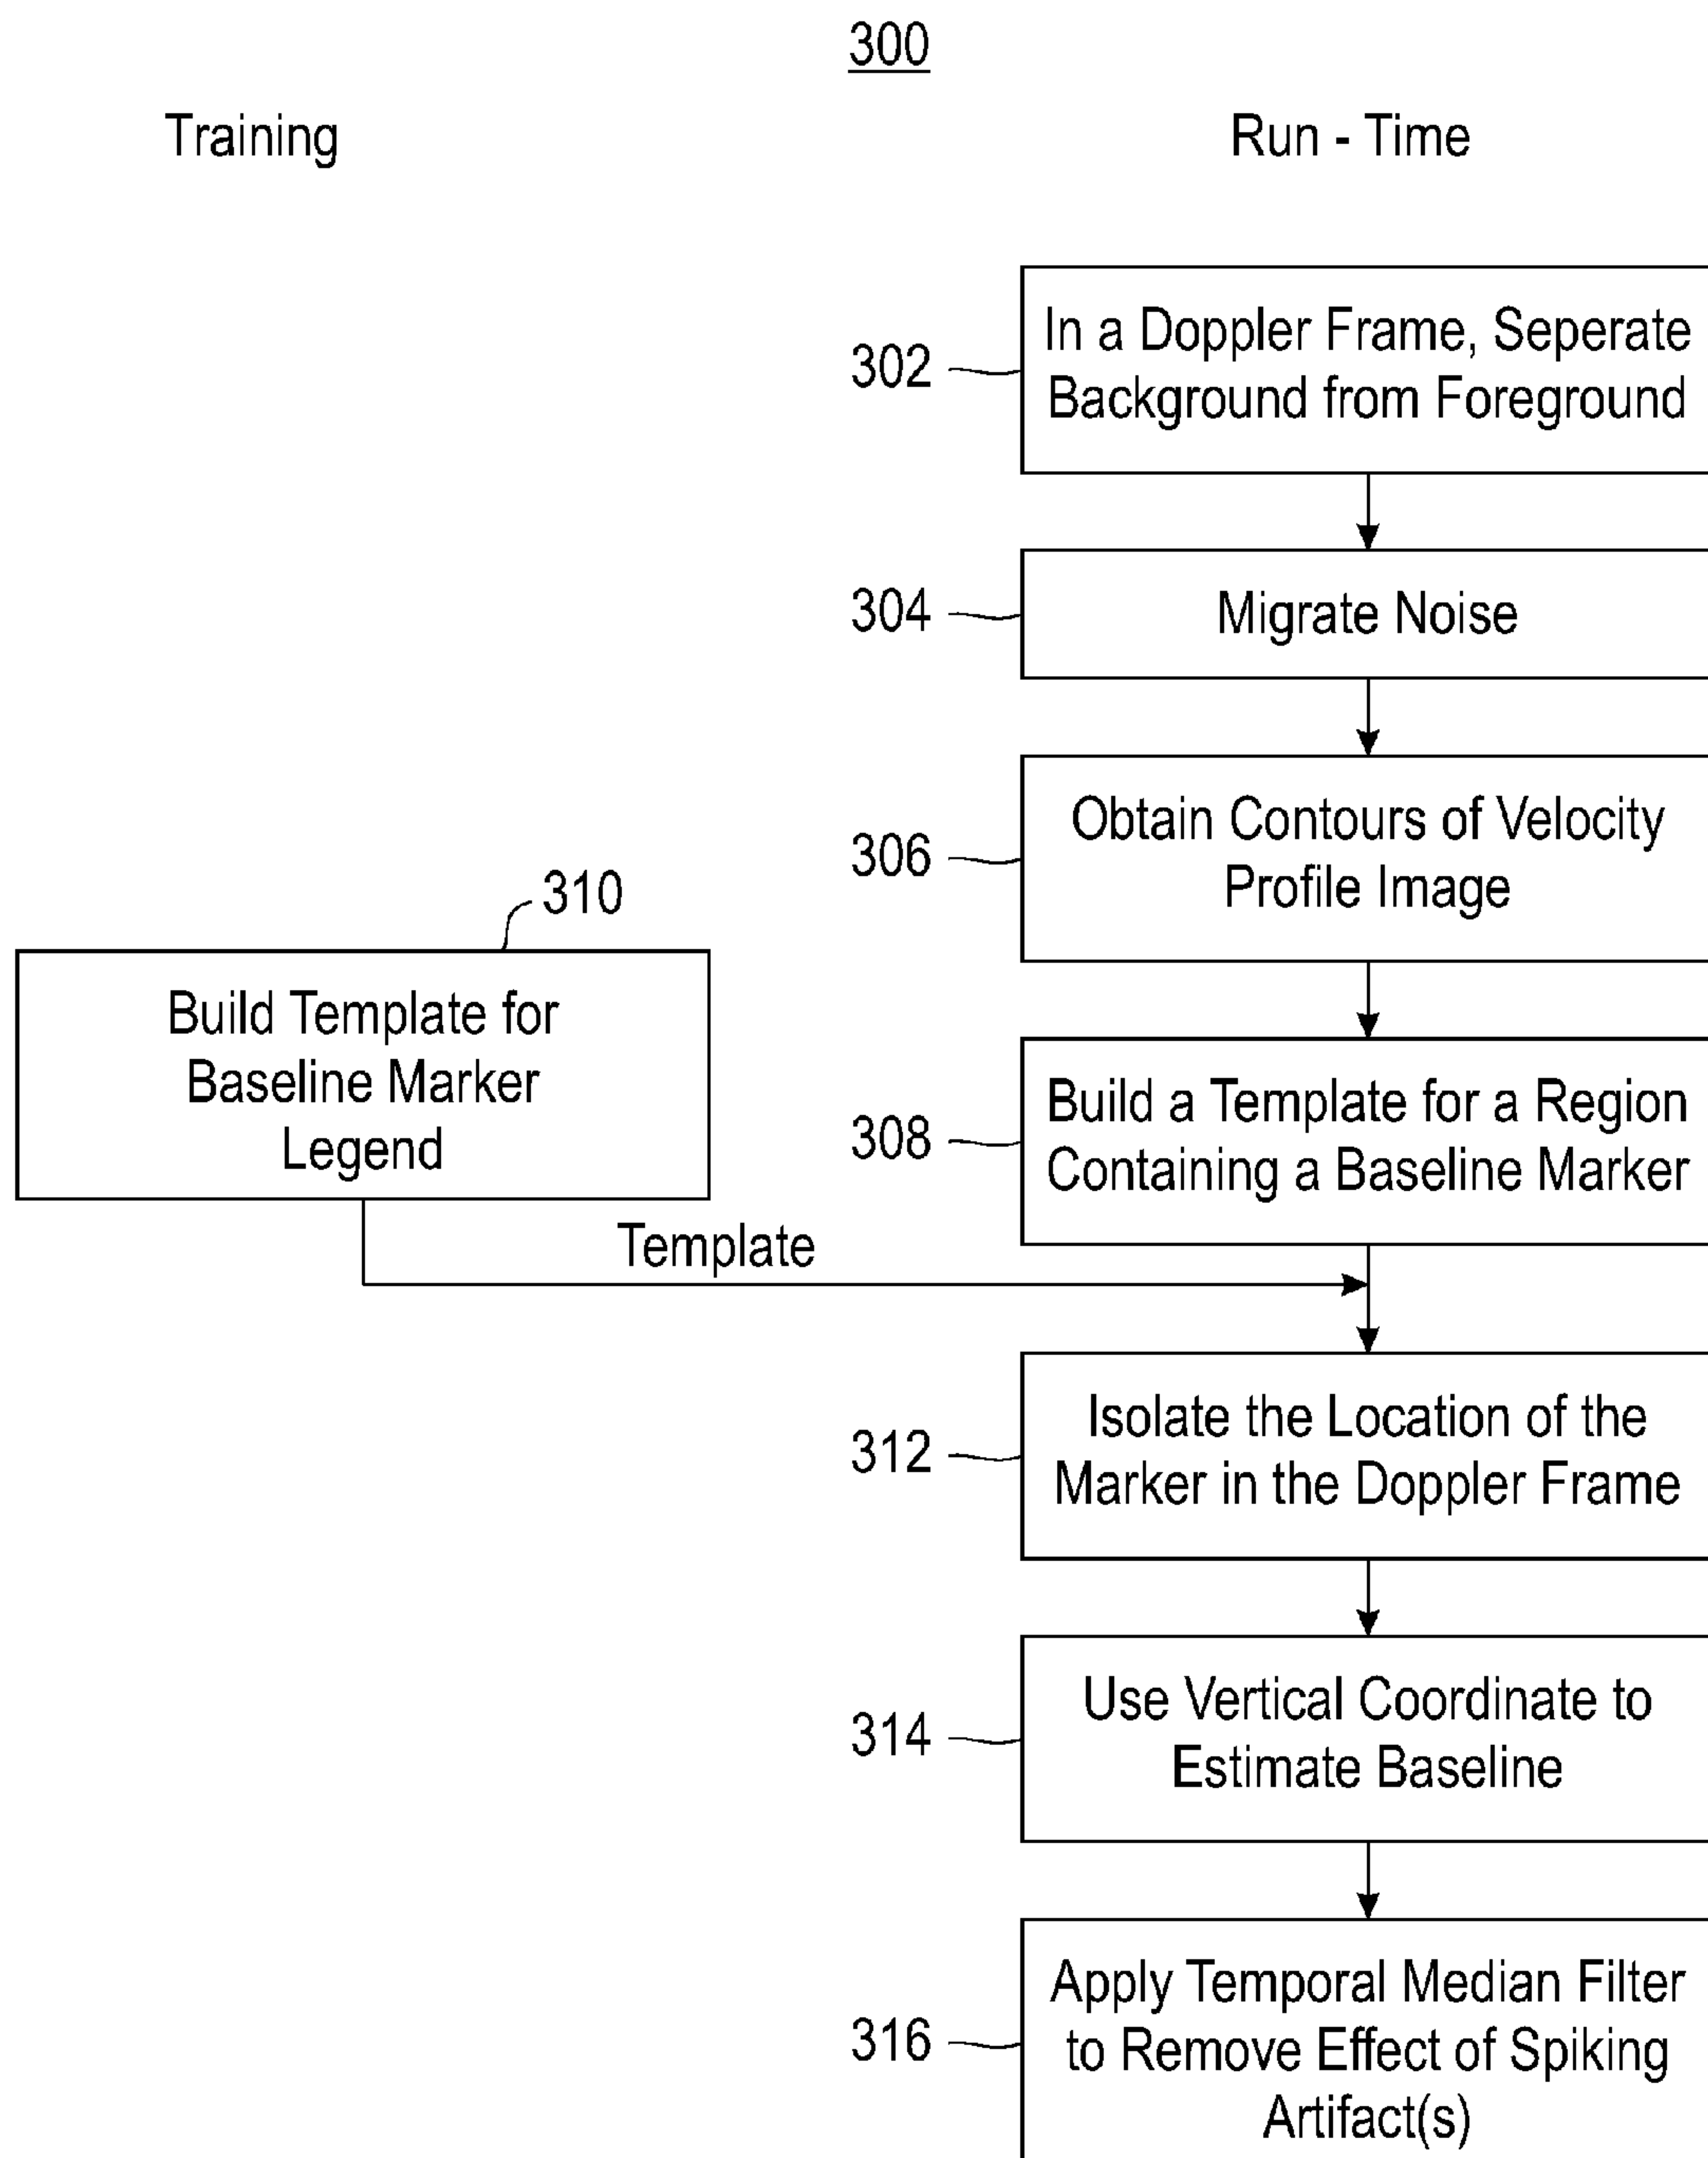 300
Training
Run - Time
302
In a Doppler Frame, Seperate
Background from Foreground
304
Migrate Noise
306
Obtain Contours of Velocity
Profile Image
310
Build Template for
Baseline Marker
Legend
308
Build a Template for a Region
Containing a Baseline Marker
Template
312
Isolate the Location of the
Marker in the Doppler Frame
314
Use Vertical Coordinate to
Estimate Baseline
316
Apply Temporal Median Filter
to Remove Effect of Spiking
Artifact(s)